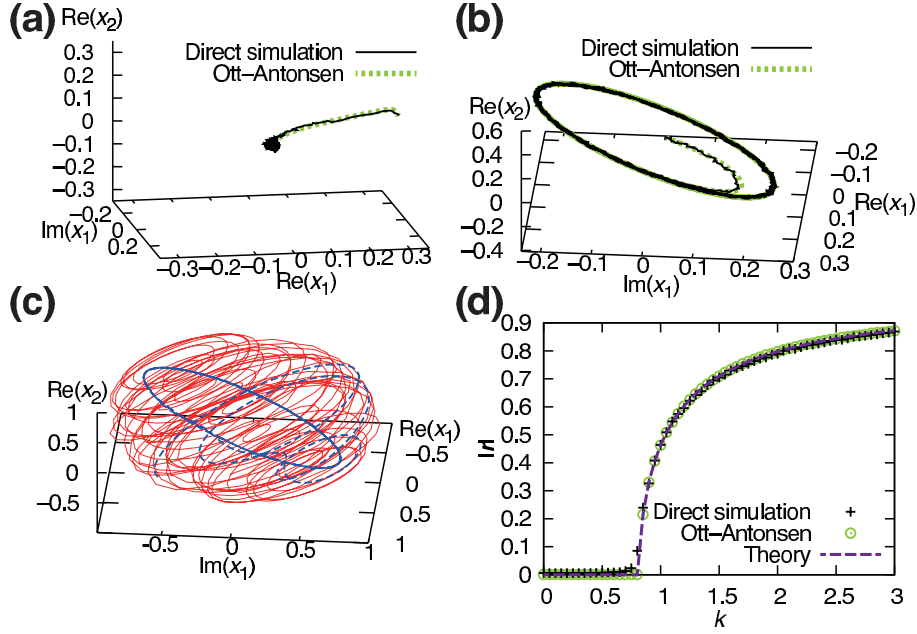 (a)
Re(x₂)
Direct simulation
Ott–Antonsen
0.3
0.2
0.1
0
−0.1
−0.2
−0.3
−0.2
0
0.2
Im(x₁)
−0.3 −0.2 −0.1 0 0.1 0.2 0.3
Re(x₁)
(b)
Direct simulation
Ott–Antonsen
Re(x₂)
0.6
0.4
0.2
0
−0.2
−0.4
−0.2 −0.1 0 0.1 0.2 0.3
Im(x₁)
−0.2
−0.1
0
0.1
0.2
0.3
Re(x₁)
(c)
Re(x₂)
1
0.5
0
−0.5
-0.5 0 0.5 1
Im(x₁)
Re(x₁)
−0.5
0
0.5
1
(d)
|r|
0.9
0.8
0.7
0.6
0.5
0.4
0.3
0.2
0.1
0
0 0.5 1 1.5 2 2.5 3
k
Direct simulation
Ott–Antonsen
Theory